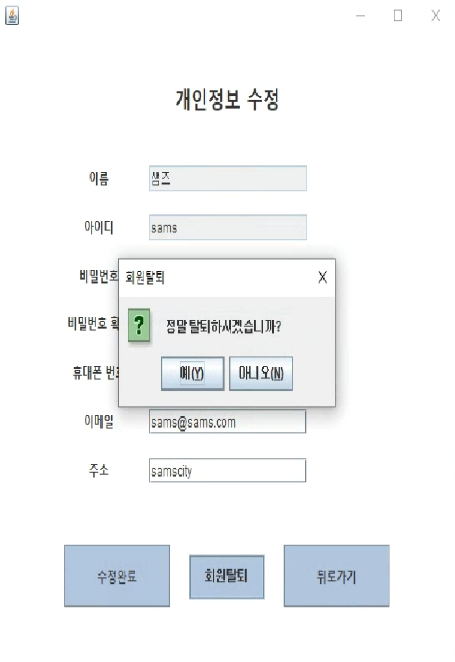 개인정보 수정
이름
샘즈
아이디
sams
비밀번호
회원탈퇴
X
비밀번호 확
?
정말 탈퇴하시겠습니까?
휴대폰 번호
예(Y)
아니오(N)
이메일
sams@sams.com
주소
samscity
수정완료
회원탈퇴
뒤로가기